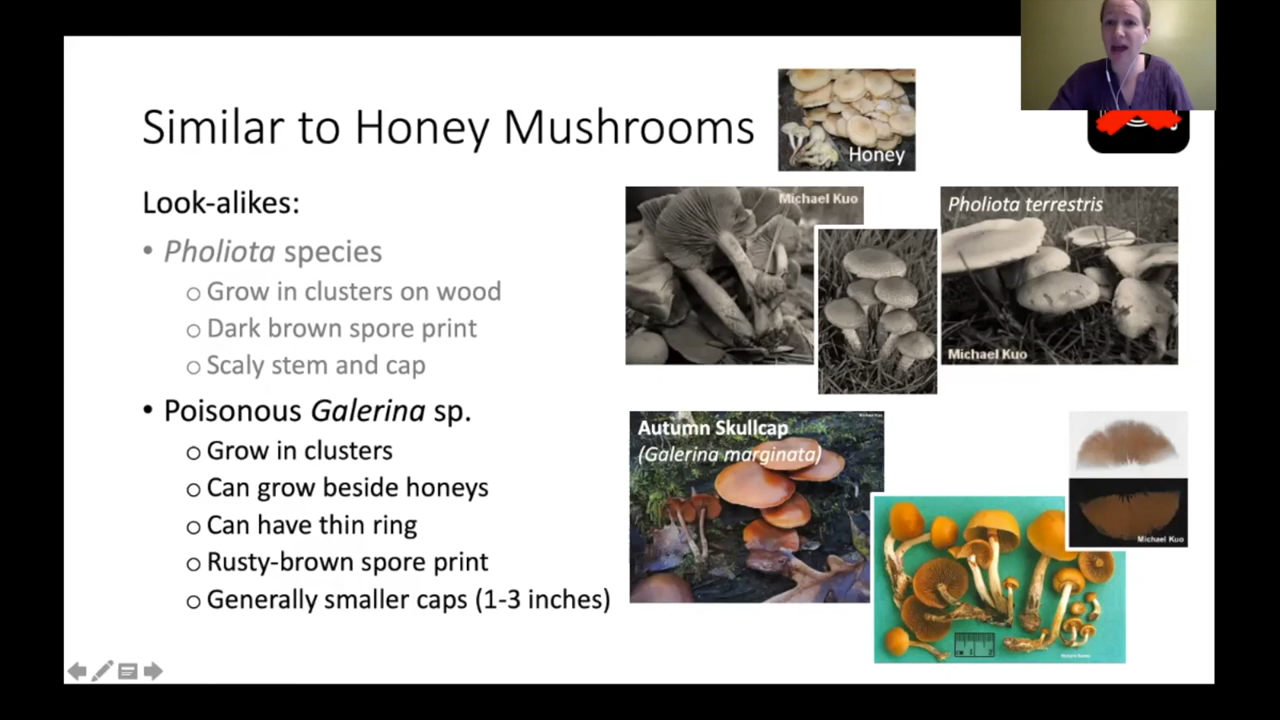 Similar to Honey Mushrooms
Honey
Look-alikes:
• Pholiota species
o Grow in clusters on wood
o Dark brown spore print
o Scaly stem and cap
• Poisonous Galerina sp.
o Grow in clusters
o Can grow beside honeys
o Can have thin ring
o Rusty-brown spore print
o Generally smaller caps (1-3 inches)
Michael Kuo
Pholiota terrestris
Michael Kuo
Autumn Skullcap
(Galerina marginata)
Michael Kuo
Michael Kuo